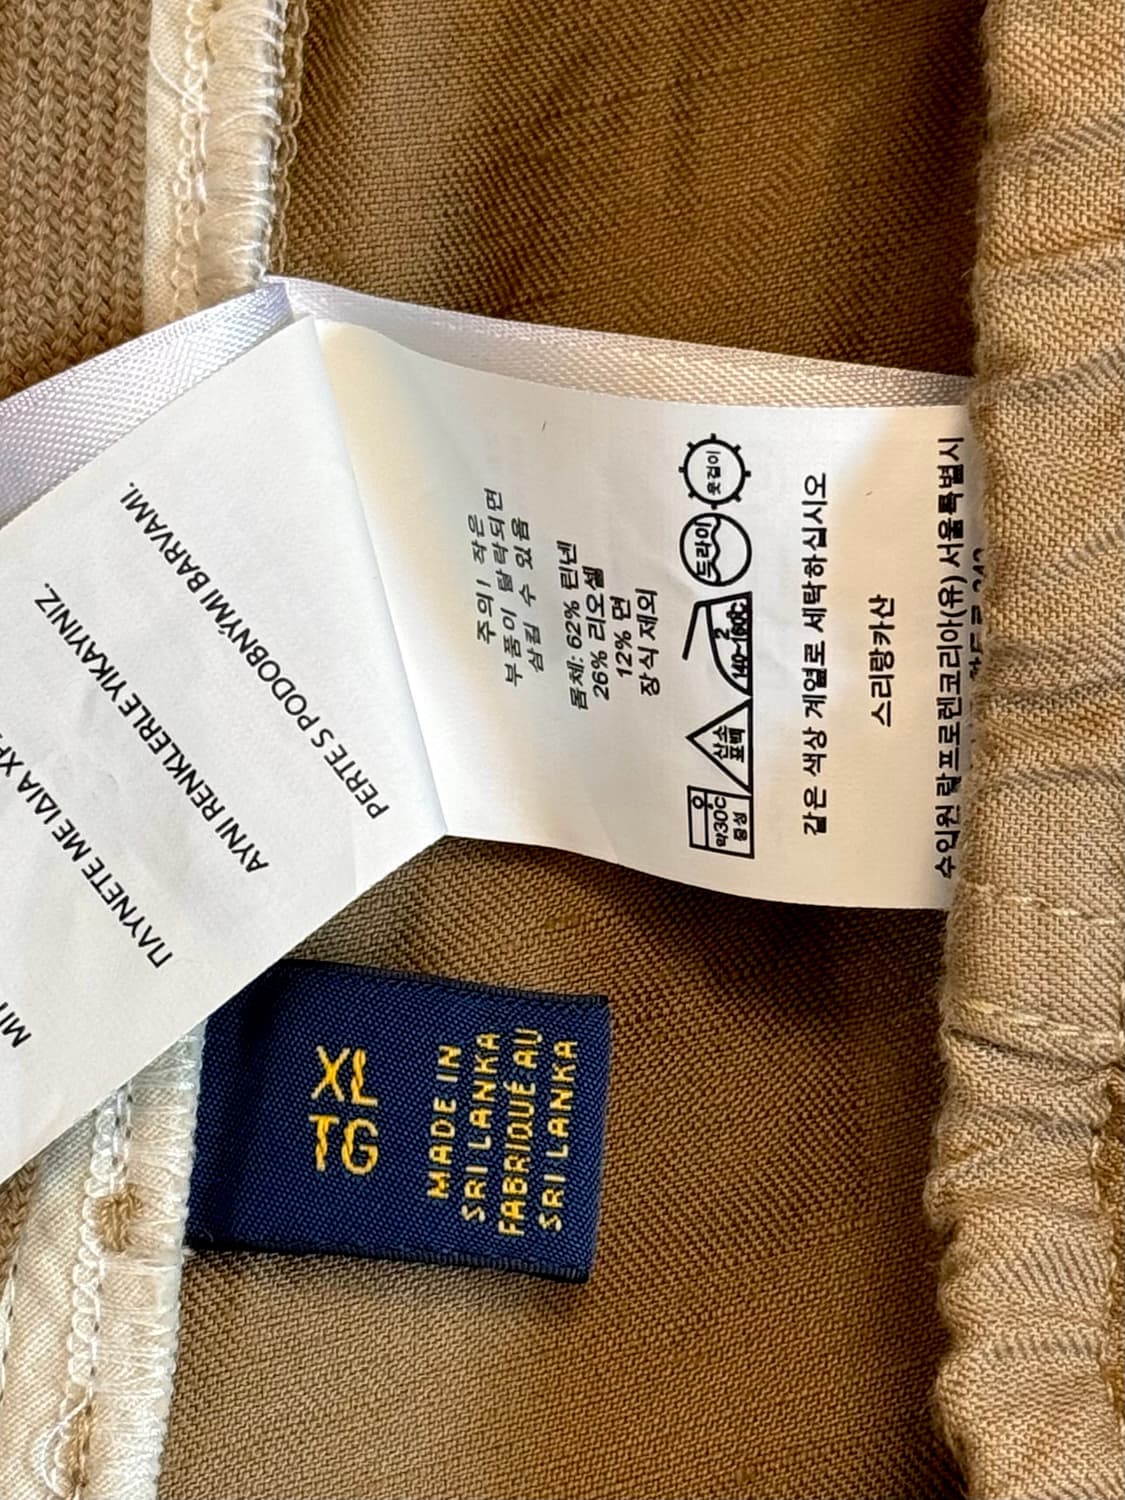 PERTE S PODOBNÝMI BARVAMI.
AYNI RENKLERLE YIKAYINIZ.
ΠΛΥΝΕΤΕ ΜΕ ΙΔΙΑ
주의! 작은
부품이 탈락되면
삼킬 수 있음
몸체: 62% 린넨
26% 리오셀
12% 면
장식 제외
약30℃
중성
산소
표백
2
140~160℃
드라이
옷걸이
같은 색상 계열로 세탁하십시오
스리랑카산
수입원 랄프로렌코리아(유) 서울특별시
XL
TG
MADE IN
SRI LANKA
FABRIQUÉ AU
SRI LANKA